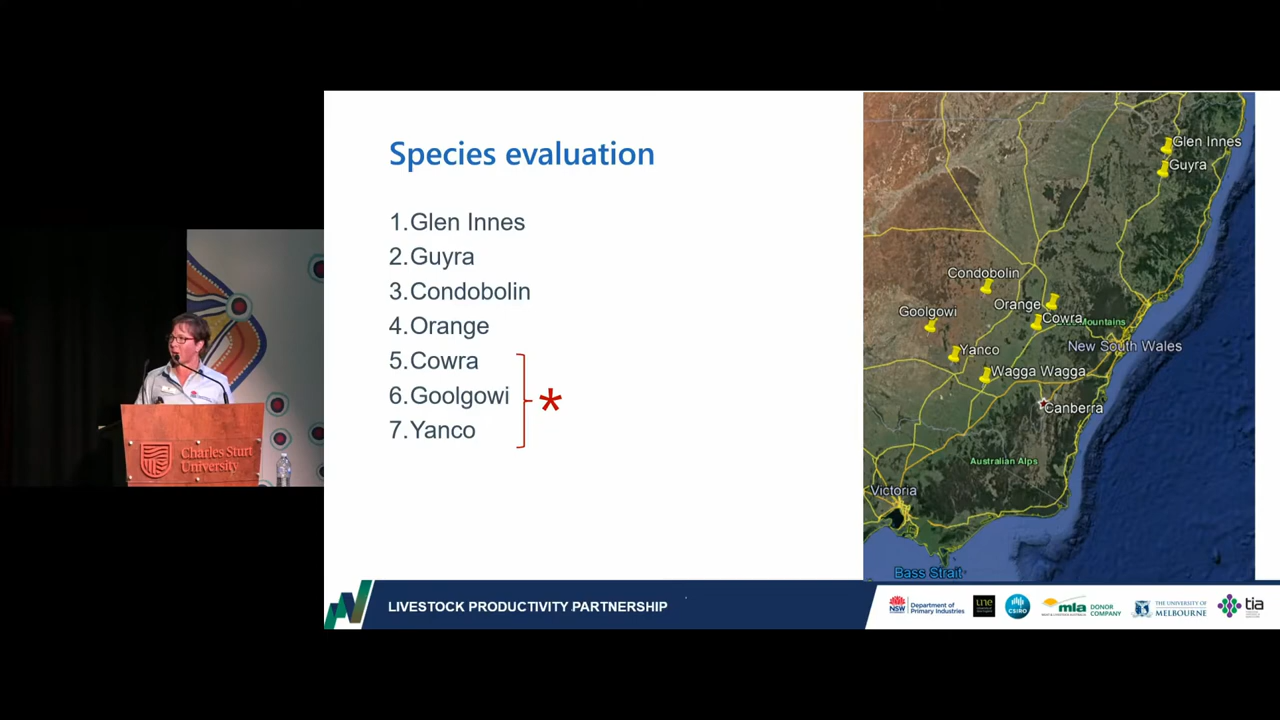 Species evaluation
1.Glen Innes
2.Guyra
3.Condobolin
4.Orange
5.Cowra
6.Goolgowi
7.Yanco
*
Glen Innes
Guyra
Condobolin
Orange
Goolgowi
Cowra
Mountains
New South Wales
Yanco
Wagga Wagga
Canberra
Australian Alps
Victoria
Bass Strait
Charles Sturt
University
LIVESTOCK PRODUCTIVITY PARTNERSHIP
NSW
Department of
Primary Industries
une
CSIRO
mla
DONOR
COMPANY
THE UNIVERSITY OF
MELBOURNE
tia